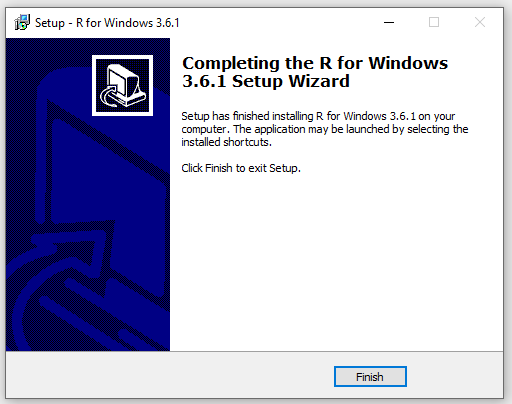 Setup - R for Windows 3.6.1
Completing the R for Windows
3.6.1 Setup Wizard
Setup has finished installing R for Windows 3.6.1 on your
computer. The application may be launched by selecting the
installed shortcuts.
Click Finish to exit Setup.
Finish